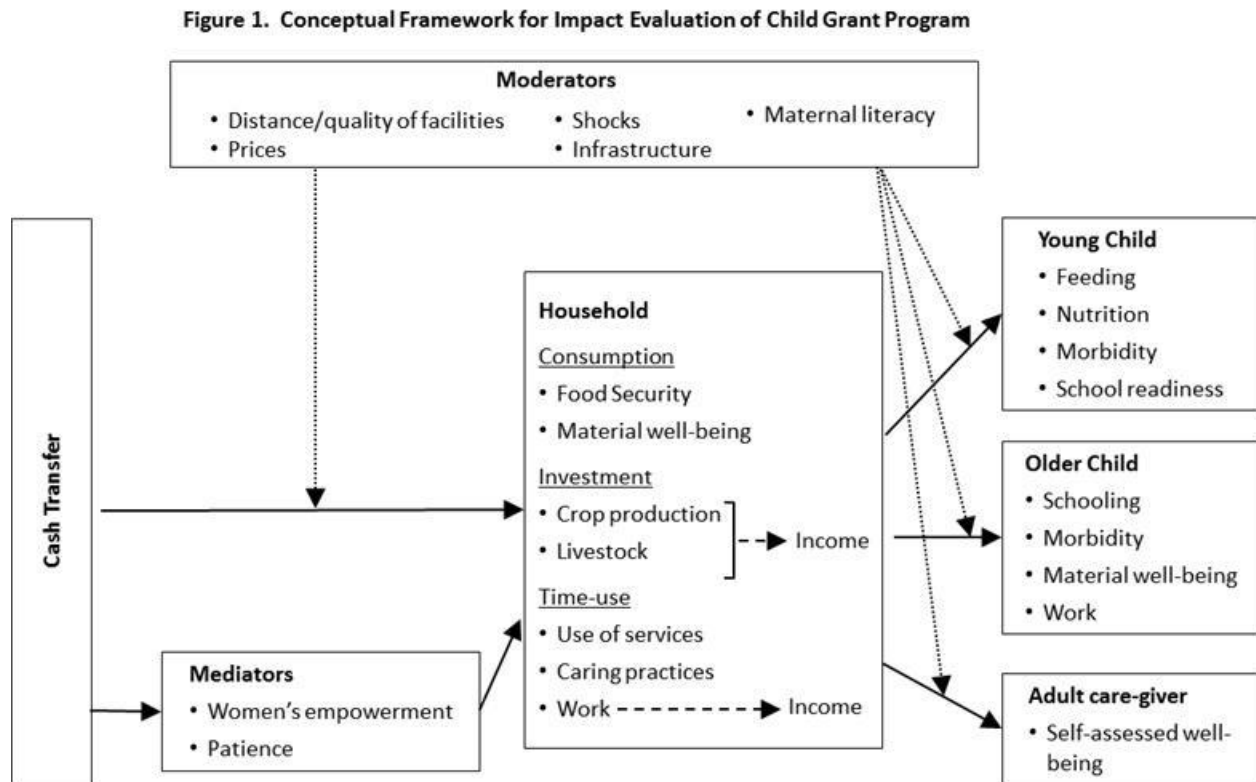 Figure 1. Conceptual Framework for Impact Evaluation of Child Grant Program
Moderators
• Distance/quality of facilities
• Prices
• Shocks
• Infrastructure
• Maternal literacy
Cash Transfer
Mediators
• Women's empowerment
• Patience
Household
Consumption
• Food Security
• Material well-being
Investment
• Crop production
• Livestock
Income
Time-use
• Use of services
• Caring practices
• Work
Income
Young Child
• Feeding
• Nutrition
• Morbidity
• School readiness
Older Child
• Schooling
• Morbidity
• Material well-being
• Work
Adult care-giver
• Self-assessed well-
being